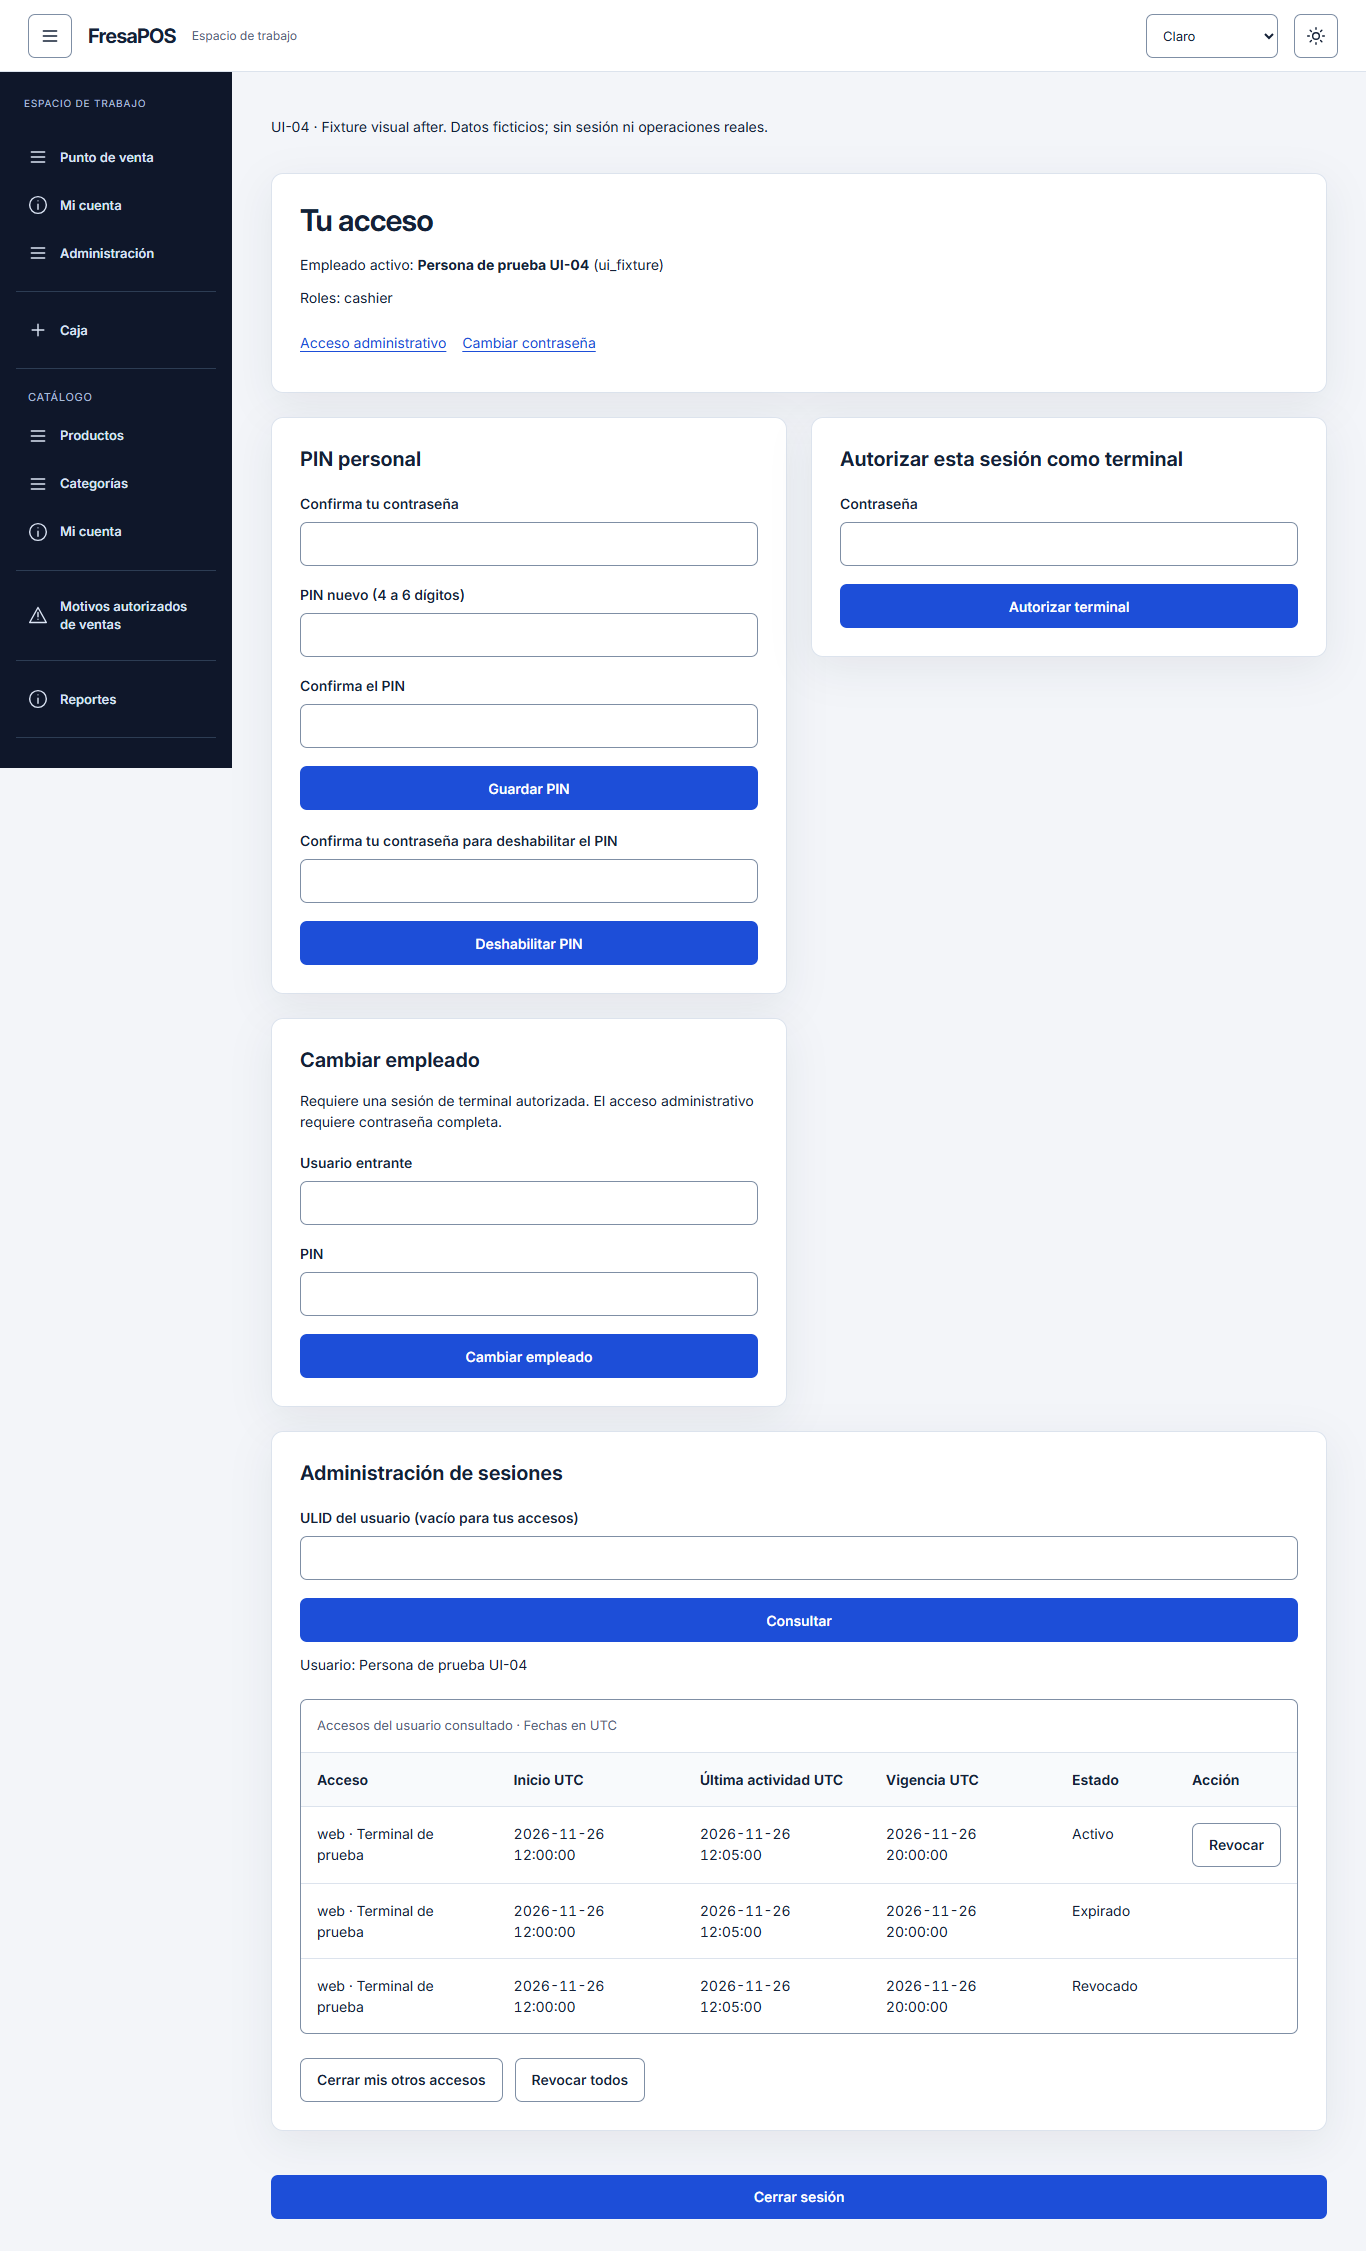 FresaPOS
Espacio de trabajo
Claro
ESPACIO DE TRABAJO
Punto de venta
Mi cuenta
Administración
Caja
CATÁLOGO
Productos
Categorías
Mi cuenta
Motivos autorizados
de ventas
Reportes
UI-04 · Fixture visual after. Datos ficticios; sin sesión ni operaciones reales.
Tu acceso
Empleado activo: Persona de prueba UI-04 (ui_fixture)
Roles: cashier
Acceso administrativo Cambiar contraseña
PIN personal
Confirma tu contraseña
PIN nuevo (4 a 6 dígitos)
Confirma el PIN
Guardar PIN
Confirma tu contraseña para deshabilitar el PIN
Deshabilitar PIN
Autorizar esta sesión como terminal
Contraseña
Autorizar terminal
Cambiar empleado
Requiere una sesión de terminal autorizada. El acceso administrativo
requiere contraseña completa.
Usuario entrante
PIN
Cambiar empleado
Administración de sesiones
ULID del usuario (vacío para tus accesos)
Consultar
Usuario: Persona de prueba UI-04
Accesos del usuario consultado · Fechas en UTC
Acceso Inicio UTC Última actividad UTC Vigencia UTC Estado Acción
web · Terminal de 2026-11-26 2026-11-26 2026-11-26 Activo Revocar
prueba 12:00:00 12:05:00 20:00:00
web · Terminal de 2026-11-26 2026-11-26 2026-11-26 Expirado
prueba 12:00:00 12:05:00 20:00:00
web · Terminal de 2026-11-26 2026-11-26 2026-11-26 Revocado
prueba 12:00:00 12:05:00 20:00:00
Cerrar mis otros accesos Revocar todos
Cerrar sesión